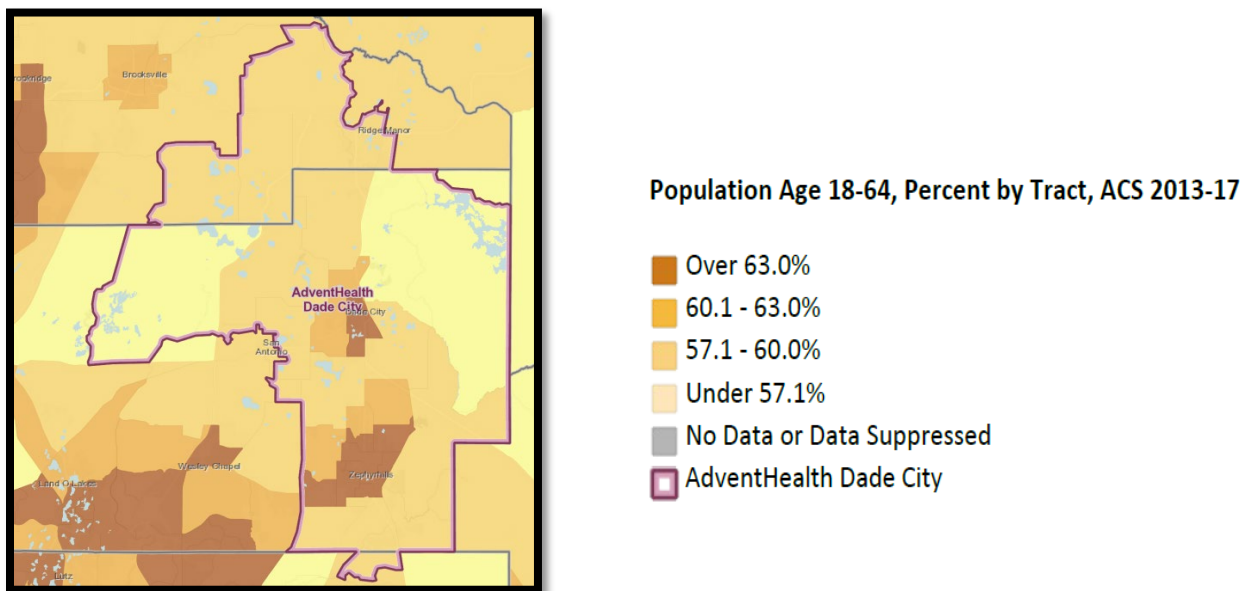 rookridge
Brooksville
Ridge Manor
AdventHealth
Dade City
Dade City
San
Antonio
Wesley Chapel
Land O Lakes
Zephyrhills
Lutz
Population Age 18-64, Percent by Tract, ACS 2013-17
Over 63.0%
60.1 - 63.0%
57.1 - 60.0%
Under 57.1%
No Data or Data Suppressed
AdventHealth Dade City